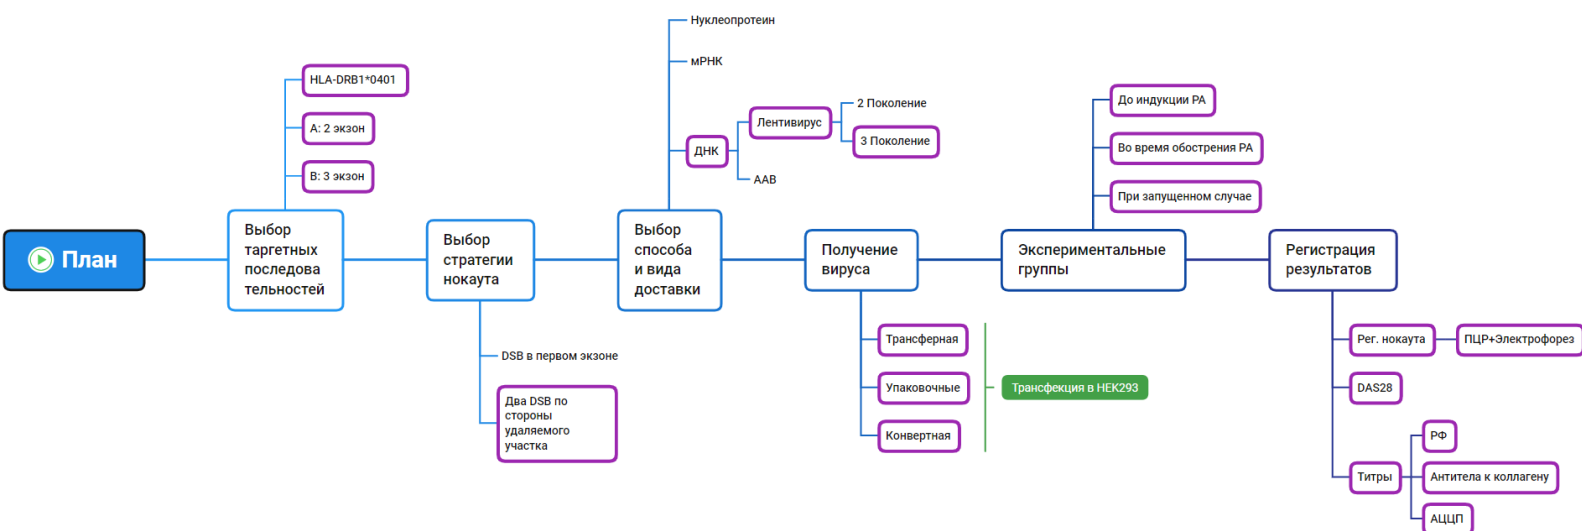 План
Выбор
таргетных
последова
тельностей
HLA-DRB1*0401
А: 2 экзон
В: 3 экзон
Выбор
стратегии
нокаута
DSB в первом экзоне
Два DSB по
стороны
удаляемого
участка
Выбор
способа
и вида
доставки
Нуклеопротеин
мРНК
ДНК
Лентивирус
2 Поколение
3 Поколение
ААВ
Получение
вируса
Трансферная
Упаковочные
Конвертная
Трансфекция в HEK293
Экспериментальные
группы
До индукции РА
Во время обострения РА
При запущенном случае
Регистрация
результатов
Рег. нокаута
ПЦР+Электрофорез
DAS28
Титры
РФ
Антитела к коллагену
АЦЦП